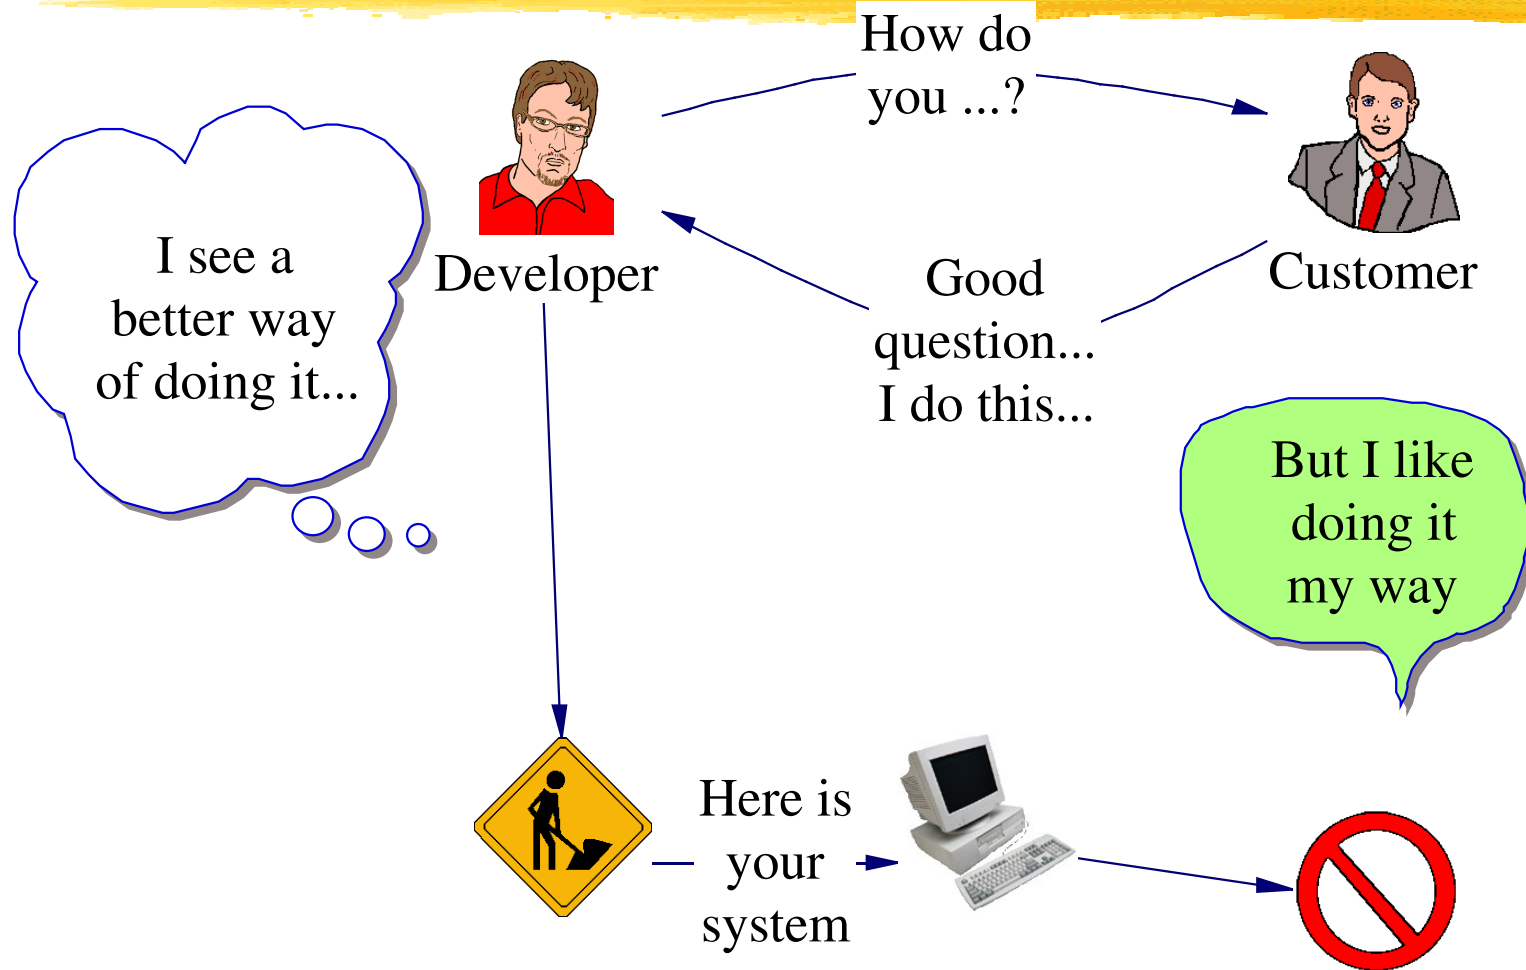 How do
you ...?
I see a
better way
of doing it...
Developer
Customer
Good
question...
I do this...
But I like
doing it
my way
Here is
your
system